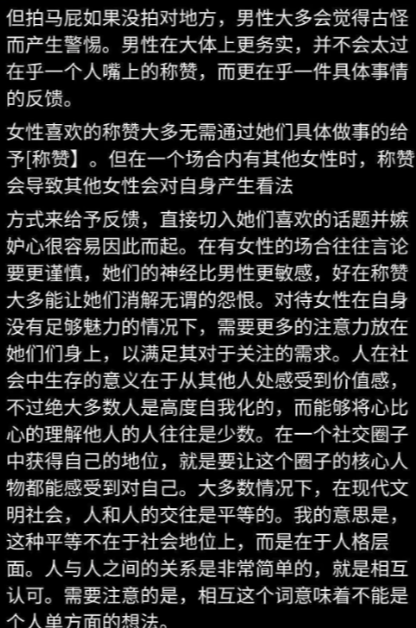 但拍马屁如果没拍对地方，男性大多会觉得古怪
而产生警惕。男性在大体上更务实，并不会太过
在乎一个人嘴上的称赞，而更在乎一件具体事情
的反馈。
女性喜欢的称赞大多无需通过她们具体做事的给
予[称赞】。但在一个场合内有其他女性时，称赞
会导致其他女性会对自身产生看法
方式来给予反馈，直接切入她们喜欢的话题并嫉
妒心很容易因此而起。在有女性的场合往往言论
要更谨慎，她们的神经比男性更敏感，好在称赞
大多能让她们消解无谓的怨恨。对待女性在自身
没有足够魅力的情况下，需要更多的注意力放在
她们们身上，以满足其对于关注的需求。人在社
会中生存的意义在于从其他人处感受到价值感，
不过绝大多数人是高度自我化的，而能够将心比
心的理解他人的人往往是少数。在一个社交圈子
中获得自己的地位，就是要让这个圈子的核心人
物都能感受到对自己。大多数情况下，在现代文
明社会，人和人的交往是平等的。我的意思是，
这种平等不在于社会地位上，而是在于人格层
面。人与人之间的关系是非常简单的，就是相互
认可。需要注意的是，相互这个词意味着不能是
个人单方面的想法。